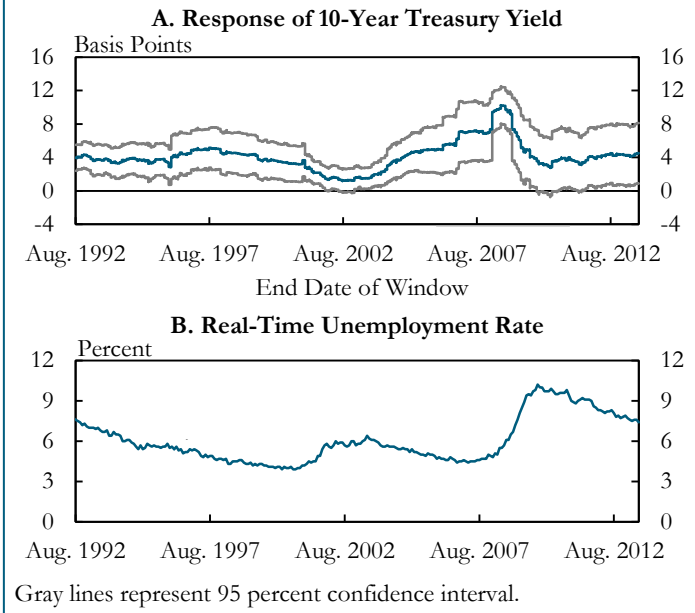 A. Response of 10-Year Treasury Yield
Basis Points
16 16
12 12
8 8
4 4
0 0
-4 -4
Aug. 1992 Aug. 1997 Aug. 2002 Aug. 2007 Aug. 2012
End Date of Window
B. Real-Time Unemployment Rate
Percent
12 12
9 9
6 6
3 3
0 0
Aug. 1992 Aug. 1997 Aug. 2002 Aug. 2007 Aug. 2012
Gray lines represent 95 percent confidence interval.